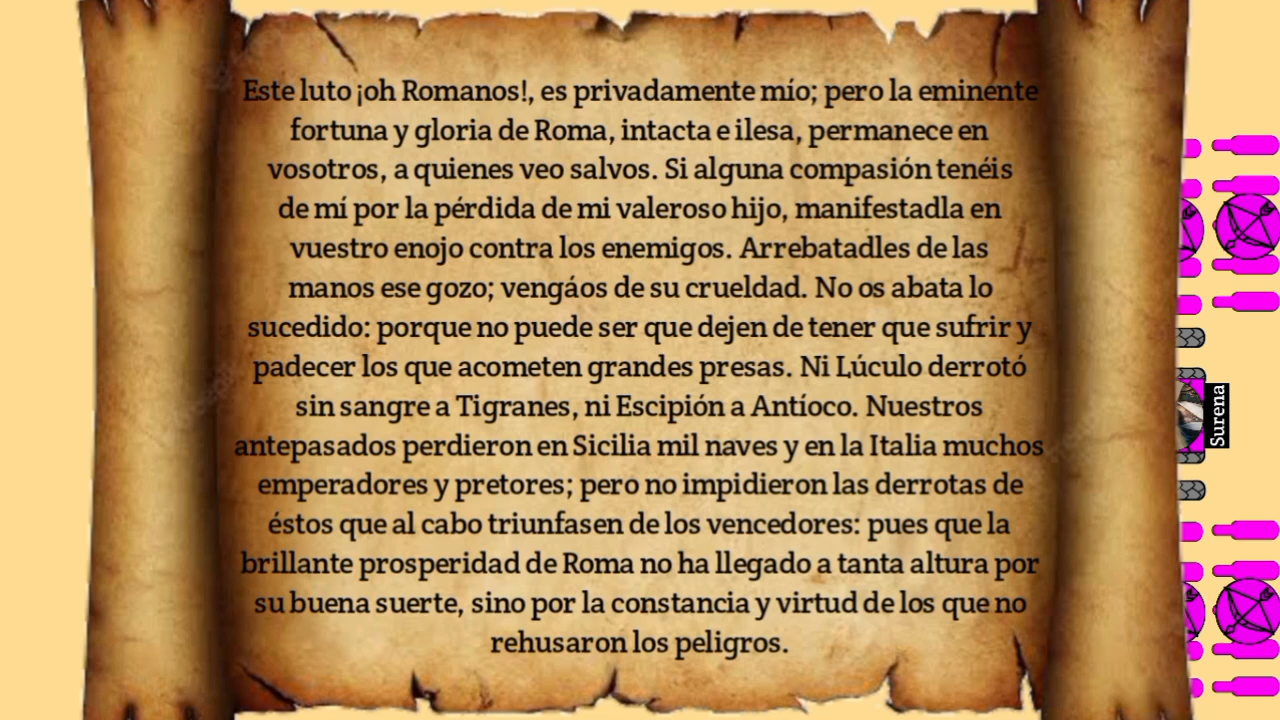 Este luto ¡oh Romanos!, es privadamente mío; pero la eminente
fortuna y gloria de Roma, intacta e ilesa, permanece en
vosotros, a quienes veo salvos. Si alguna compasión tenéis
de mí por la pérdida de mi valeroso hijo, manifestadla en
vuestro enojo contra los enemigos. Arrebatadles de las
manos ese gozo; vengáos de su crueldad. No os abata lo
sucedido: porque no puede ser que dejen de tener que sufrir y
padecer los que acometen grandes presas. Ni Lúculo derrotó
sin sangre a Tigranes, ni Escipión a Antíoco. Nuestros
antepasados perdieron en Sicilia mil naves y en la Italia muchos
emperadores y pretores; pero no impidieron las derrotas de
éstos que al cabo triunfasen de los vencedores: pues que la
brillante prosperidad de Roma no ha llegado a tanta altura por
su buena suerte, sino por la constancia y virtud de los que no
rehusaron los peligros.
Surena